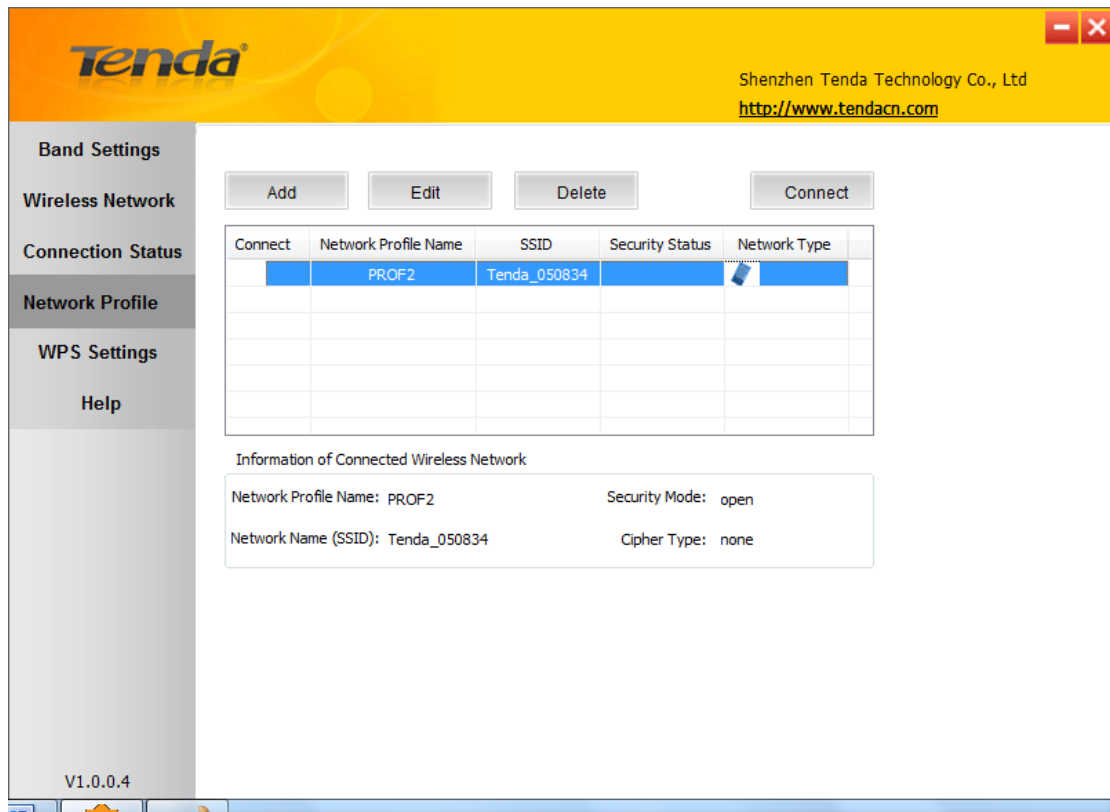 Tenda®
Shenzhen Tenda Technology Co., Ltd
http://www.tendacn.com
Band Settings
Wireless Network
Connection Status
Network Profile
WPS Settings
Help
V1.0.0.4
Add Edit Delete Connect
Connect Network Profile Name SSID Security Status Network Type
PROF2 Tenda_050834
Information of Connected Wireless Network
Network Profile Name: PROF2 Security Mode: open
Network Name (SSID): Tenda_050834 Cipher Type: none